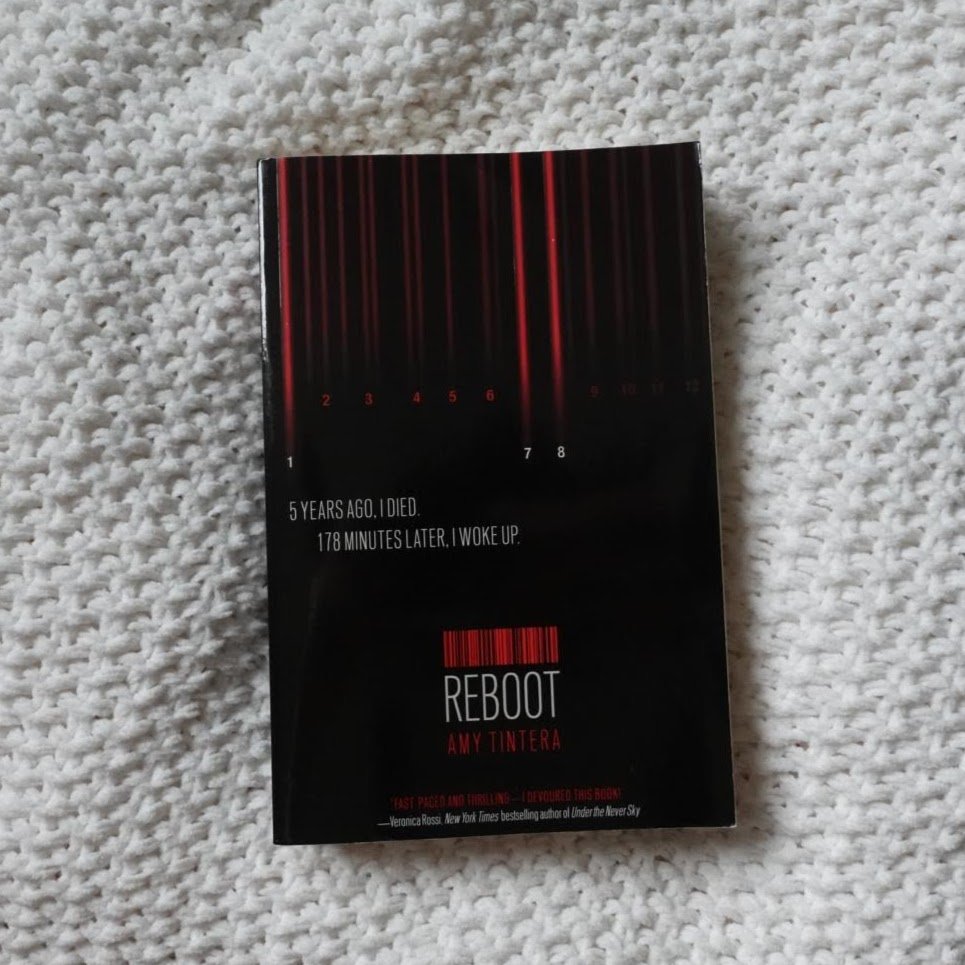 2 3 4 5 6 9 10 11 12
1 7 8
5 YEARS AGO, I DIED.
178 MINUTES LATER, I WOKE UP.
REBOOT
AMY TINTERA
"FAST PACED AND THRILLING—I DEVOURED THIS BOOK!
—Veronica Rossi, New York Times bestselling author of Under the Never Sky